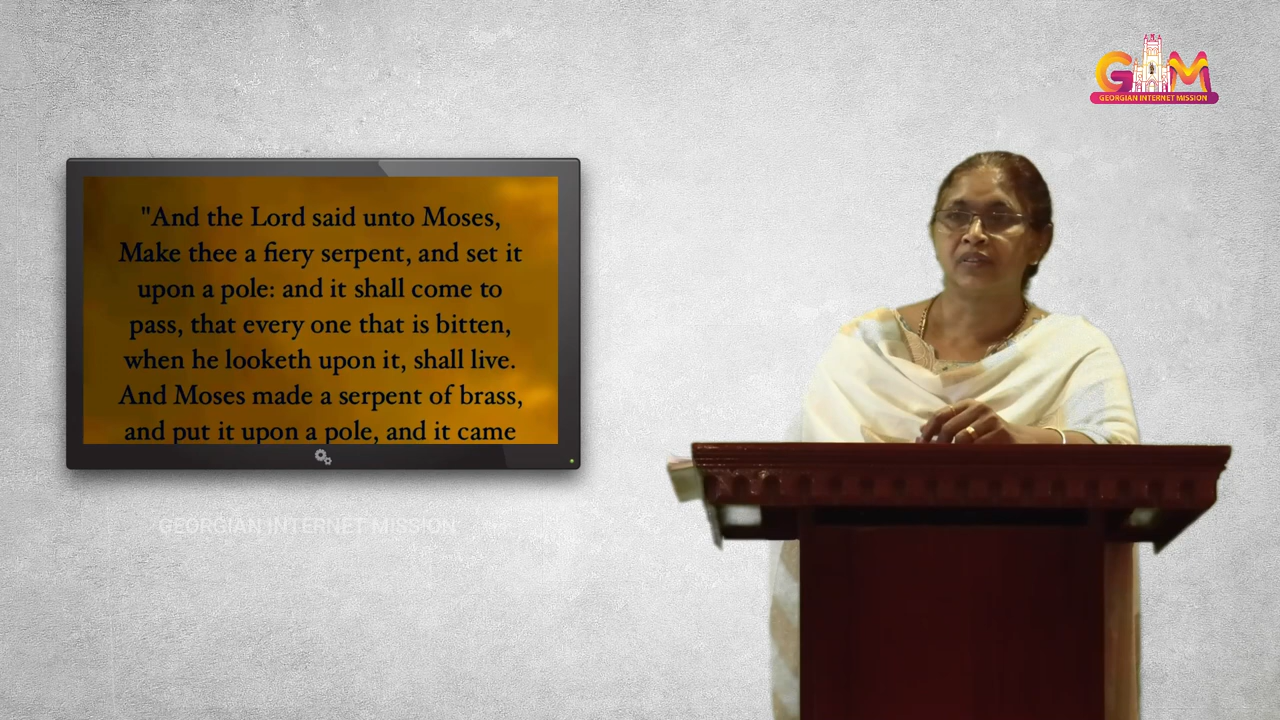 GIM
GEORGIAN INTERNET MISSION
"And the Lord said unto Moses,
Make thee a fiery serpent, and set it
upon a pole: and it shall come to
pass, that every one that is bitten,
when he looketh upon it, shall live.
And Moses made a serpent of brass,
and put it upon a pole, and it came
GEORGIAN INTERNET MISSION